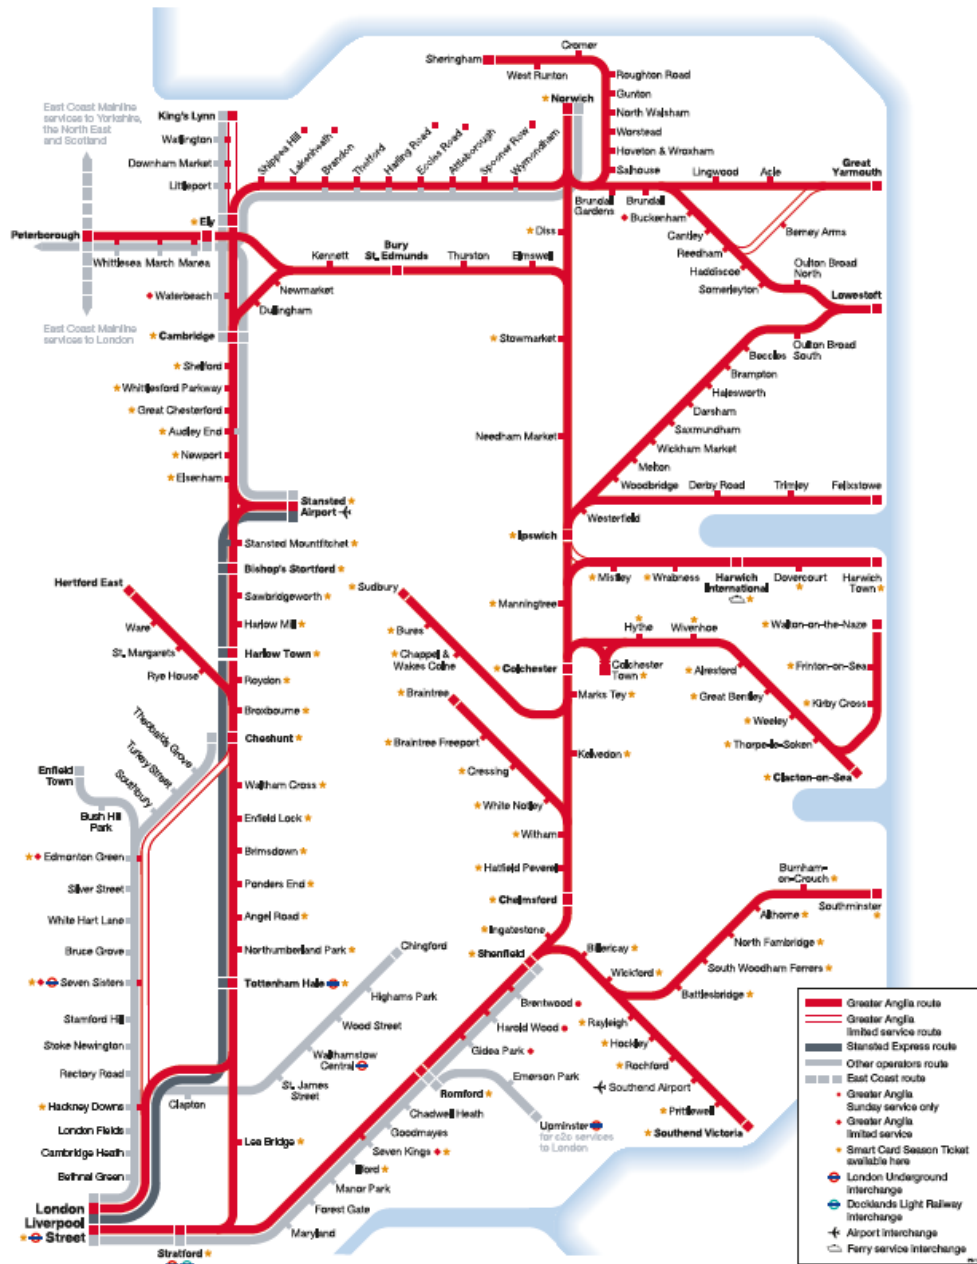 Sheringham
Cromer
West Runton
Roughton Road
Gunton
North Walsham
Worstead
Hoveton & Wroxham
Salhouse
East Coast Mainline
services to Yorkshire,
the North East
and Scotland
King's Lynn
Watlington
Downham Market
Littleport
Ely
Norwich
Shippea Hill
Lakenheath
Brandon
Thetford
Harling Road
Eccles Road
Attleborough
Spooner Row
Wymondham
Lingwood
Acle
Great
Yarmouth
Brundall
Gardens
Brundall
Buckenham
Cantley
Reedham
Berney Arms
Haddiscoe
Somerleyton
Oulton Broad
North
Lowestoft
Oulton Broad
South
Peterborough
Whittlesea
March
Manea
East Coast Mainline
services to London
Waterbeach
Cambridge
Kennett
Bury
St. Edmunds
Thurston
Elmswell
Newmarket
Dullingham
Diss
Stowmarket
Needham Market
Beccles
Brampton
Halesworth
Darsham
Saxmundham
Wickham Market
Melton
Woodbridge
Derby Road
Trimley
Felixstowe
Westerfield
Ipswich
Shelford
Whittlesford Parkway
Great Chesterford
Audley End
Newport
Elsenham
Stansted
Airport
Stansted Mountfitchet
Bishop's Stortford
Sawbridgeworth
Harlow Mill
Harlow Town
Roydon
Broxbourne
Cheshunt
Hertford East
Ware
St. Margarets
Rye House
Mistley
Wrabness
Harwich
International
Dovercourt
Harwich
Town
Manningtree
Sudbury
Bures
Chappel &
Wakes Colne
Colchester
Hythe
Wivenhoe
Colchester
Town
Alresford
Great Bentley
Weeley
Thorpe-le-Soken
Clacton-on-Sea
Walton-on-the-Naze
Frinton-on-Sea
Kirby Cross
Marks Tey
Kelvedon
Braintree
Braintree Freeport
Cressing
White Notley
Witham
Hatfield Peverel
Chelmsford
Ingatestone
Shenfield
Theobalds Grove
Turkey Street
Southbury
Enfield
Town
Bush Hill
Park
Edmonton Green
Silver Street
White Hart Lane
Bruce Grove
Seven Sisters
Stamford Hill
Stoke Newington
Rectory Road
Hackney Downs
London Fields
Cambridge Heath
Bethnal Green
London
Liverpool
Street
Waltham Cross
Enfield Lock
Brimsdown
Ponders End
Angel Road
Northumberland Park
Tottenham Hale
Chingford
Highams Park
Wood Street
Walthamstow
Central
St. James
Street
Clapton
Lea Bridge
Stratford
Maryland
Forest Gate
Manor Park
Ilford
Seven Kings
Goodmayes
Chadwell Heath
Romford
Emerson Park
Upminster
for c2c services
to London
Gidea Park
Harold Wood
Brentwood
Billericay
Wickford
Rayleigh
Hockley
Rochford
Southend Airport
Prittlewell
Southend Victoria
Battlesbridge
South Woodham Ferrers
North Fambridge
Althorne
Burnham-
on-Crouch
Southminster
Greater Anglia route
Greater Anglia
limited service route
Stansted Express route
Other operators route
East Coast route
Greater Anglia
Sunday service only
Greater Anglia
limited service
Smart Card Season Ticket
available here
London Underground
interchange
Docklands Light Railway
interchange
Airport interchange
Ferry service interchange